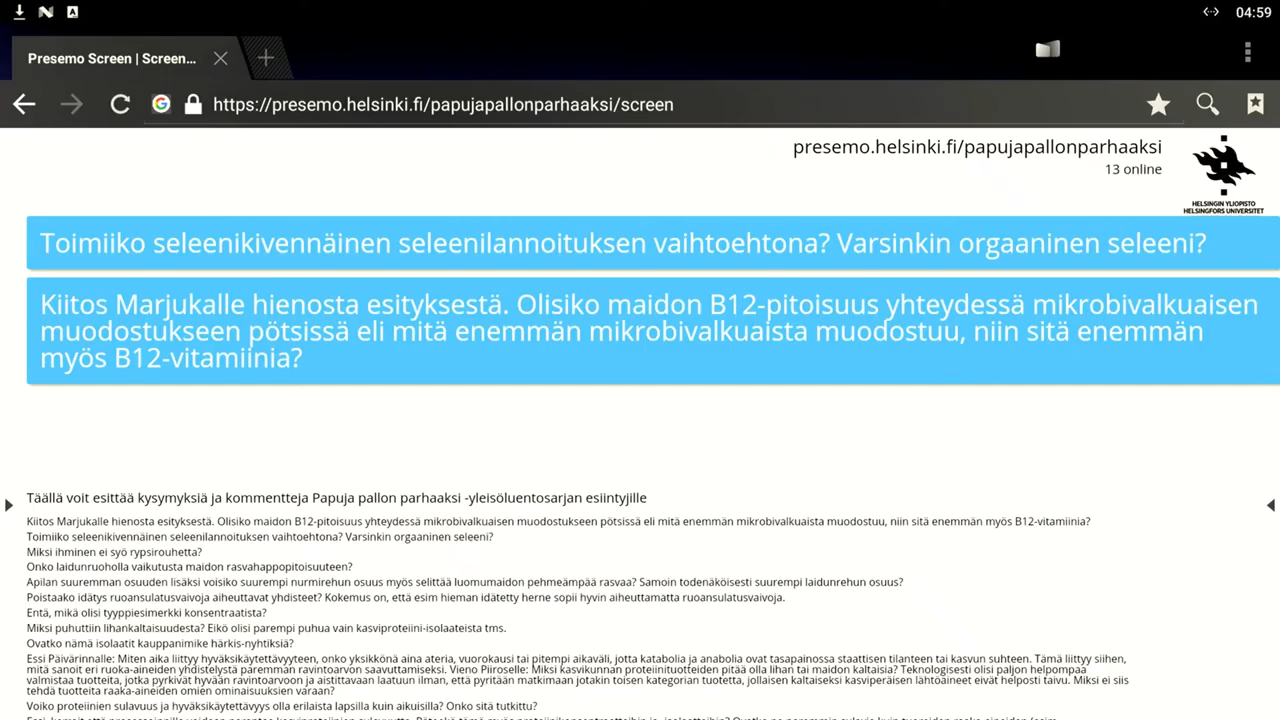 04:59
Presemo Screen | Screen...
https://presemo.helsinki.fi/papujapallonparhaaksi/screen
presemo.helsinki.fi/papujapallonparhaaksi
13 online
HELSINGIN YLIOPISTO
HELSINGFORS UNIVERSITET
Toimiiko seleenikivennäinen seleenilannoituksen vaihtoehtona? Varsinkin orgaaninen seleeni?
Kiitos Marjukalle hienosta esityksestä. Olisiko maidon B12-pitoisuus yhteydessä mikrobivalkuaisen
muodostukseen pötsissä eli mitä enemmän mikrobivalkuaista muodostuu, niin sitä enemmän
myös B12-vitamiinia?
Täällä voit esittää kysymyksiä ja kommentteja Papuja pallon parhaaksi -yleisöluentosarjan esiintyjille
Kiitos Marjukalle hienosta esityksestä. Olisiko maidon B12-pitoisuus yhteydessä mikrobivalkuaisen muodostukseen pötsissä eli mitä enemmän mikrobivalkuaista muodostuu, niin sitä enemmän myös B12-vitamiinia?
Toimiiko seleenikivennäinen seleenilannoituksen vaihtoehtona? Varsinkin orgaaninen seleeni?
Miksi ihminen ei syö rypsirouhetta?
Onko laidunruoholla vaikutusta maidon rasvahappopitoisuuteen?
Apilan suuremman osuuden lisäksi voisiko suurempi nurmirehun osuus myös selittää luomumaidon pehmeämpää rasvaa? Samoin todenäköisesti suurempi laidunrehun osuus?
Poistaako idätys ruoansulatusvaivoja aiheuttavat yhdisteet? Kokemus on, että esim hieman idätetty herne sopii hyvin aiheuttamatta ruoansulatusvaivoja.
Entä, mikä olisi tyyppiesimerkki konsentraatista?
Miksi puhuttiin lihankaltaisuudesta? Eikö olisi parempi puhua vain kasviproteiini-isolaateista tms.
Ovatko nämä isolaatit kauppanimike härkis-nyhtiksiä?
Essi Päivärinnalle: Miten aika liittyy hyväksikäytettävyyteen, onko yksikkönä aina ateria, vuorokausi tai pitempi aikaväli, jotta katabolia ja anabolia ovat tasapainossa staattisen tilanteen tai kasvun suhteen. Tämä liittyy siihen,
mitä sanoit eri ruoka-aineiden yhdistelystä paremman ravintoarvon saavuttamiseksi. Vieno Piiroselle: Miksi kasvikunnan proteiinituotteiden pitää olla lihan tai maidon kaltaisia? Teknologisesti olisi paljon helpompaa
valmistaa tuotteita, jotka pyrkivät hyvään ravintoarvoon ja aistittavaan laatuun ilman, että pyritään matkimaan jotakin toisen kategorian tuotetta, jollaisen kaltaiseksi kasviperäisen lähtöaineet eivät helposti taivu. Miksi ei siis
tehdä tuotteita raaka-aineiden omien ominaisuuksien varaan?
Voiko proteiinien sulavuus ja hyväksikäytettävyys olla erilaista lapsilla kuin aikuisilla? Onko sitä tutkittu?